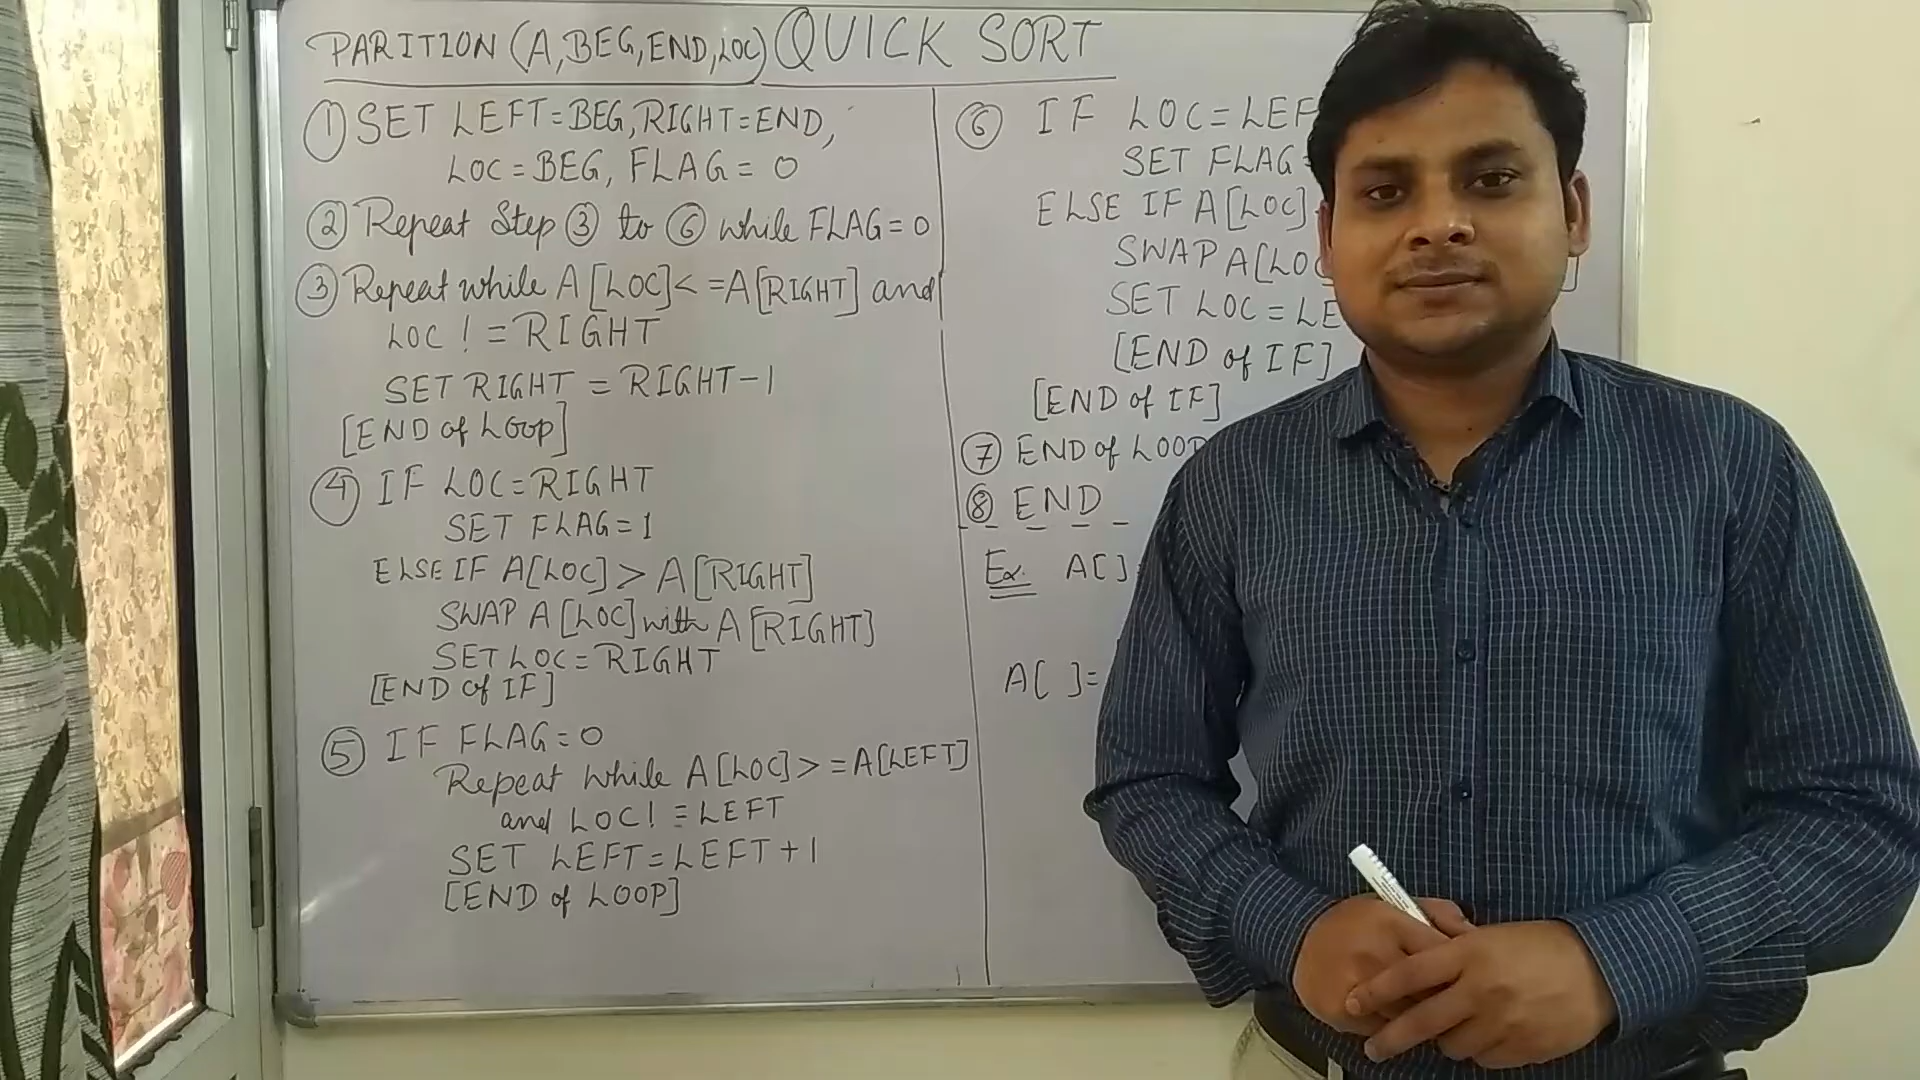 PARITION (A,BEG,END,LOC) QUICK SORT
① SET LEFT=BEG, RIGHT=END,
LOC=BEG, FLAG=0
② Repeat Step ③ to ⑥ while FLAG=0
③ Repeat while A[LOC]<=A[RIGHT] and
LOC!=RIGHT
SET RIGHT=RIGHT-1
[END of LOOP]
④ IF LOC=RIGHT
SET FLAG=1
ELSE IF A[LOC]>A[RIGHT]
SWAP A[LOC] with A[RIGHT]
SET LOC=RIGHT
[END of IF]
⑤ IF FLAG=0
Repeat while A[LOC]>=A[LEFT]
and LOC!=LEFT
SET LEFT=LEFT+1
[END of LOOP]
⑥ IF LOC=LEF
SET FLAG=
ELSE IF A[LOC]
SWAP A[LOC ]
SET LOC=LE
[END of IF]
[END of IF]
⑦ END of LOOP
⑧ END
Ex. A[]
A[ ]=